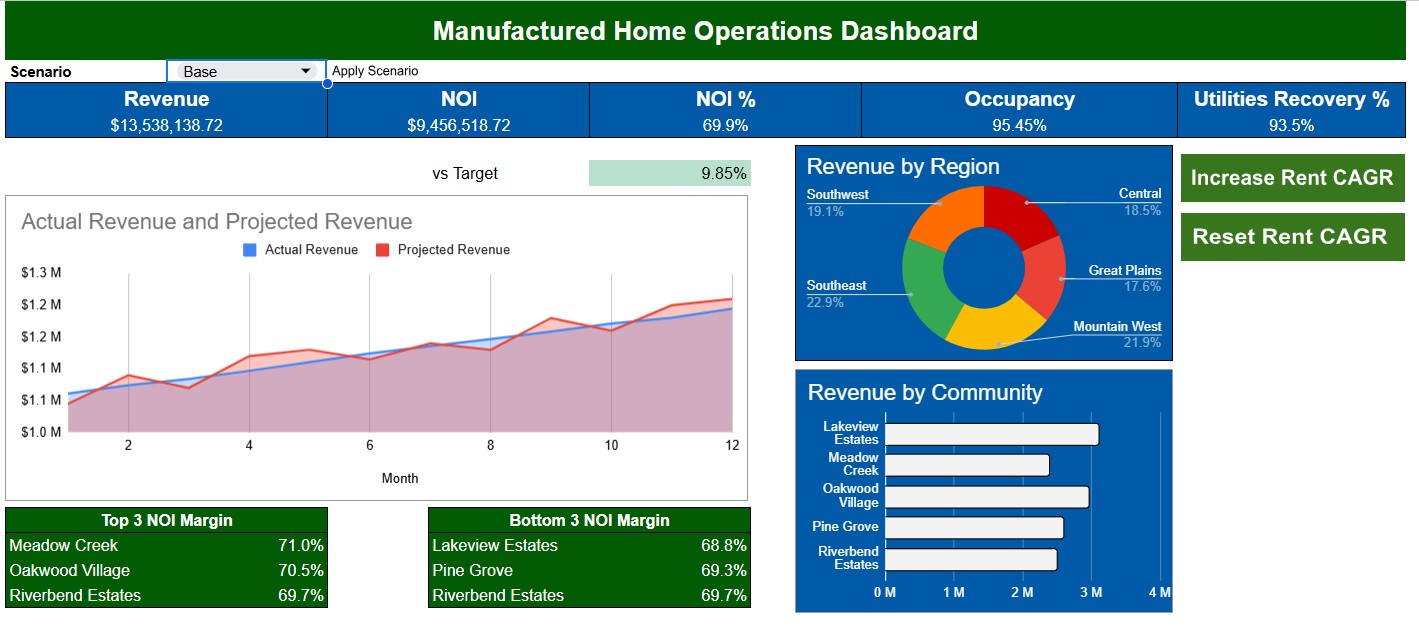 Manufactured Home Operations Dashboard
Scenario Base Apply Scenario
Revenue NOI NOI % Occupancy Utilities Recovery %
$13,538,138.72 $9,456,518.72 69.9% 95.45% 93.5%
vs Target 9.85%
Actual Revenue and Projected Revenue
Actual Revenue Projected Revenue
$1.3 M
$1.2 M
$1.2 M
$1.1 M
$1.1 M
$1.0 M
2 4 6 8 10 12
Month
Revenue by Region
Southwest
19.1%
Central
18.5%
Great Plains
17.6%
Southeast
22.9%
Mountain West
21.9%
Increase Rent CAGR
Reset Rent CAGR
Revenue by Community
Lakeview
Estates
Meadow
Creek
Oakwood
Village
Pine Grove
Riverbend
Estates
0 M 1 M 2 M 3 M 4 M
Top 3 NOI Margin
Meadow Creek 71.0%
Oakwood Village 70.5%
Riverbend Estates 69.7%
Bottom 3 NOI Margin
Lakeview Estates 68.8%
Pine Grove 69.3%
Riverbend Estates 69.7%